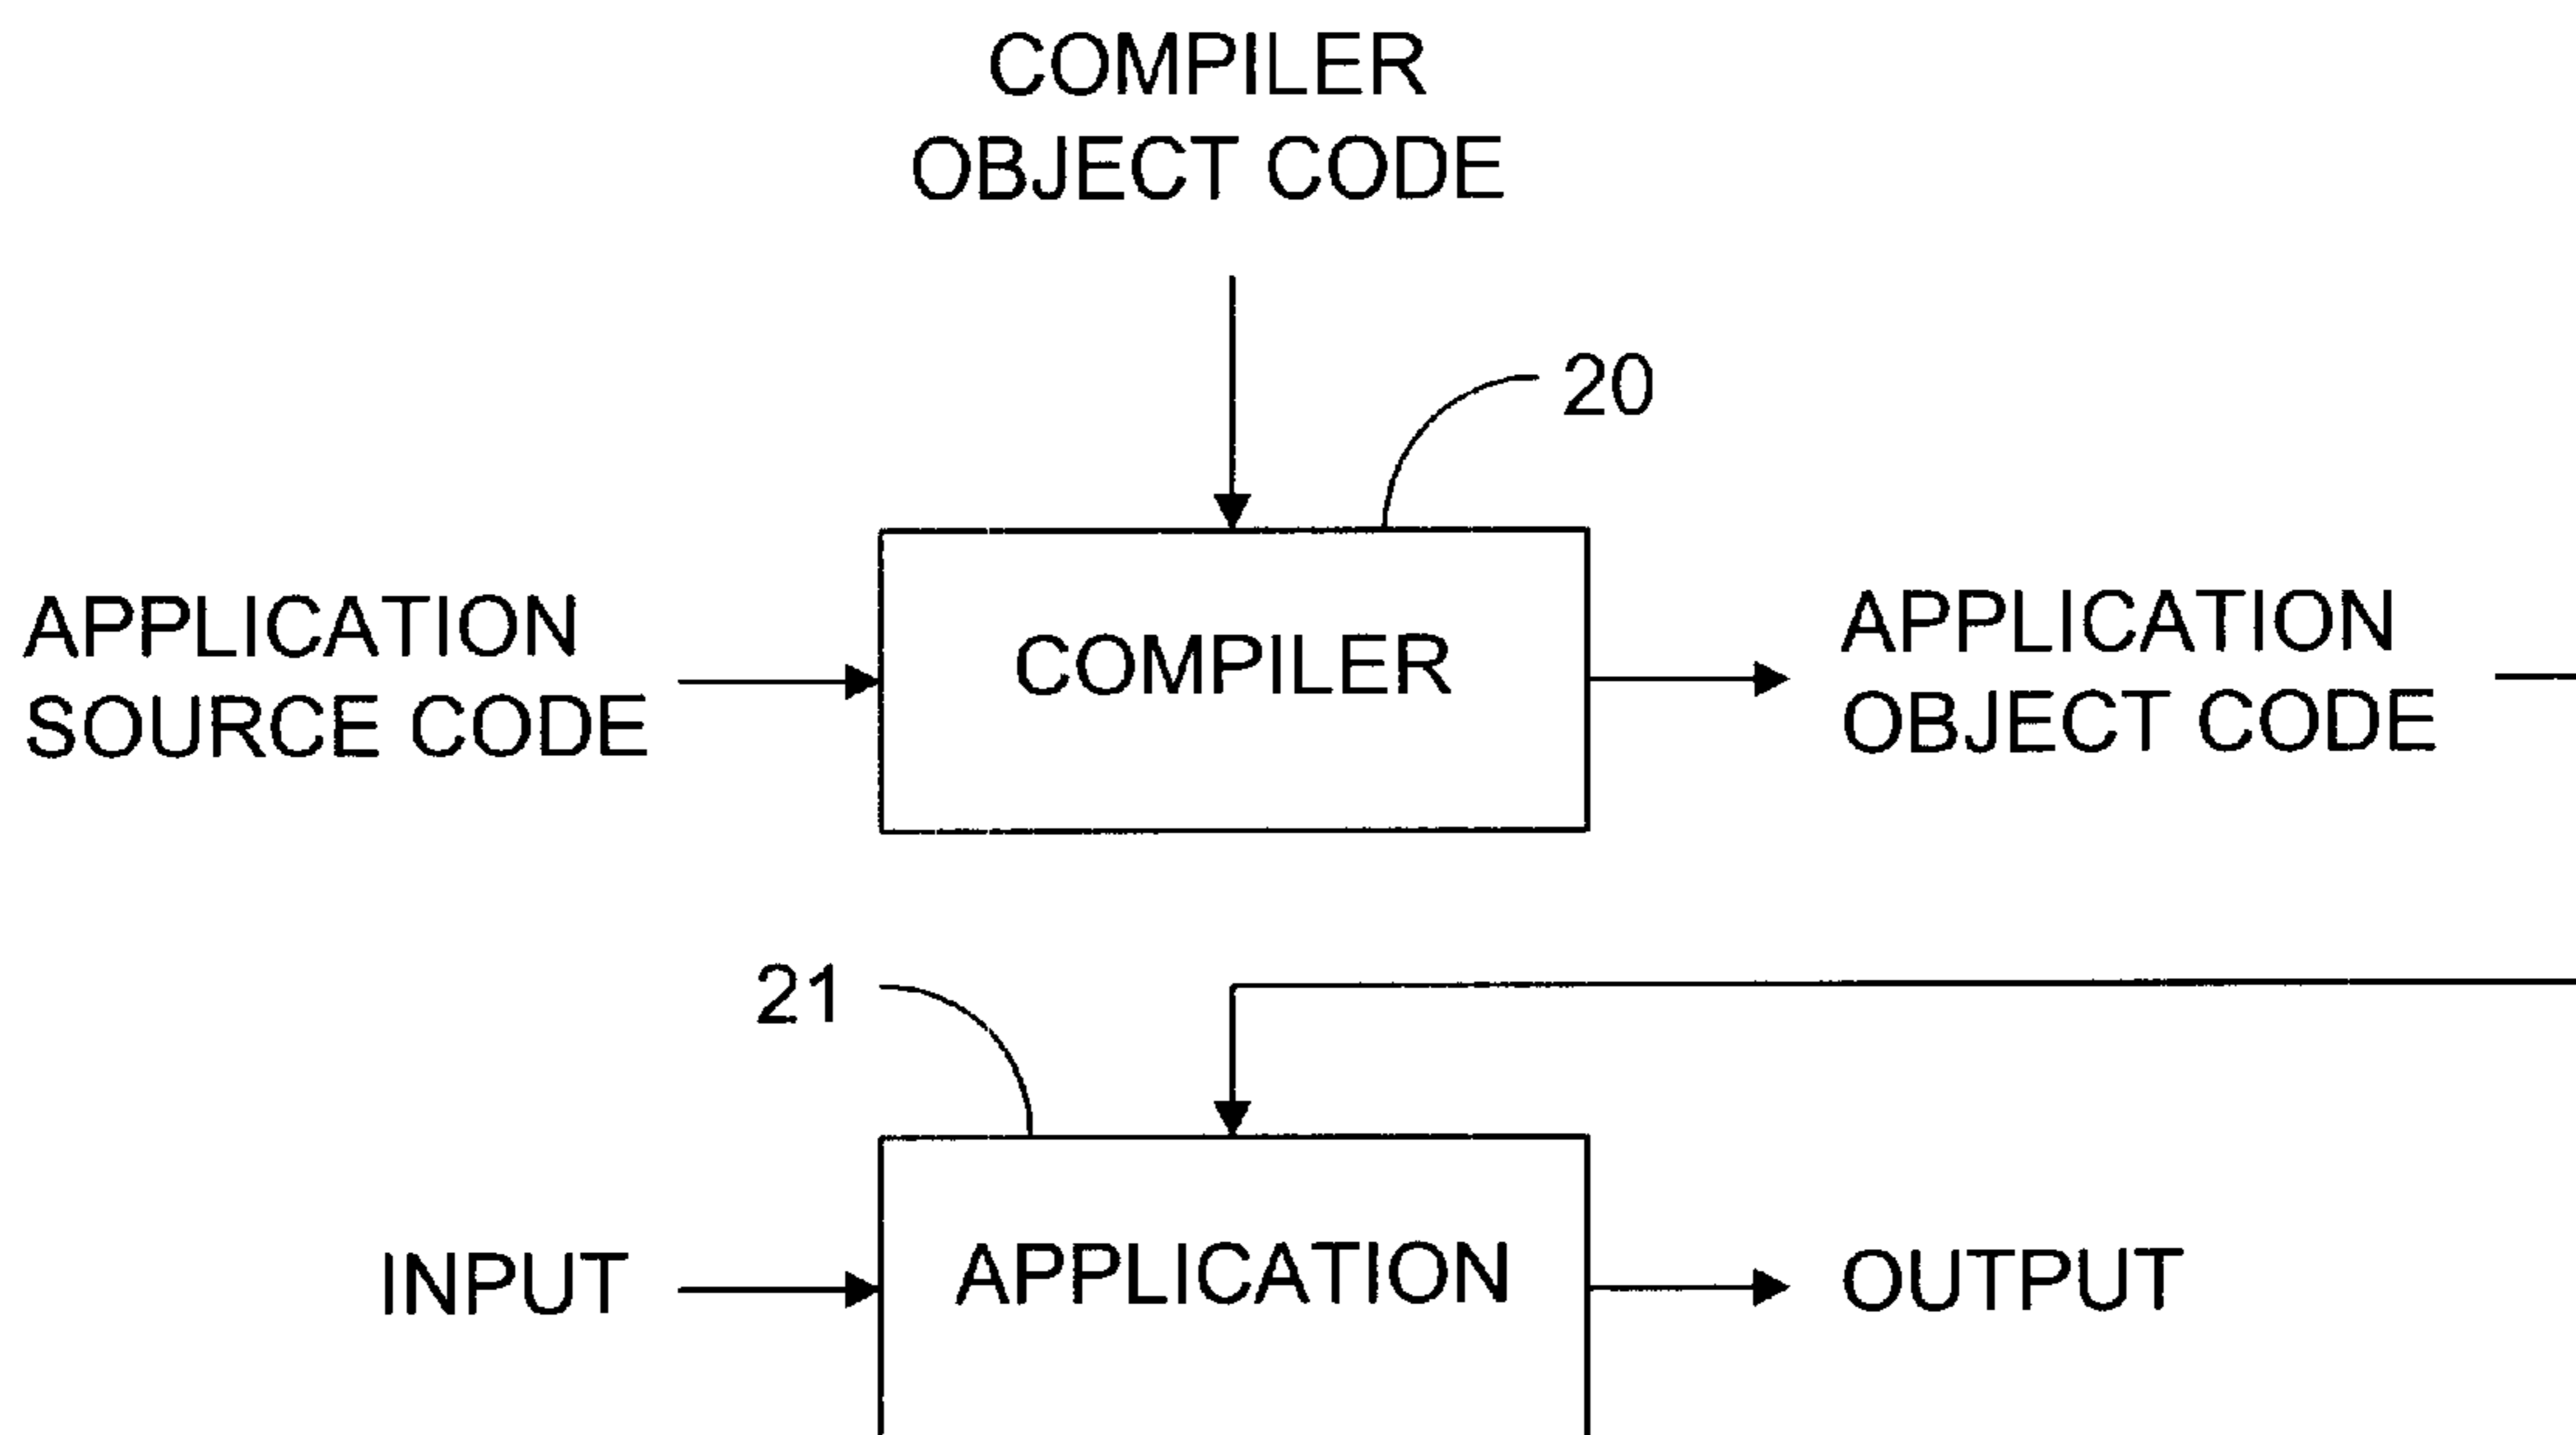 COMPILER
OBJECT CODE
20
APPLICATION
SOURCE CODE
COMPILER
APPLICATION
OBJECT CODE
21
INPUT
APPLICATION
OUTPUT